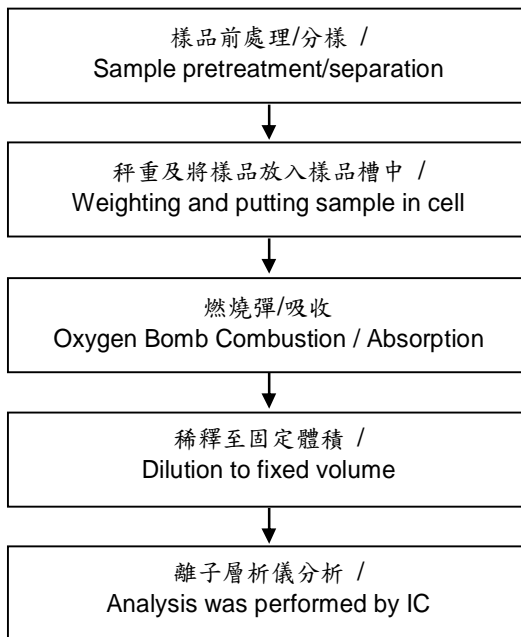 樣品前處理/分樣 /
Sample pretreatment/separation
秤重及將樣品放入樣品槽中 /
Weighting and putting sample in cell
燃燒彈/吸收
Oxygen Bomb Combustion / Absorption
稀釋至固定體積 /
Dilution to fixed volume
離子層析儀分析 /
Analysis was performed by IC